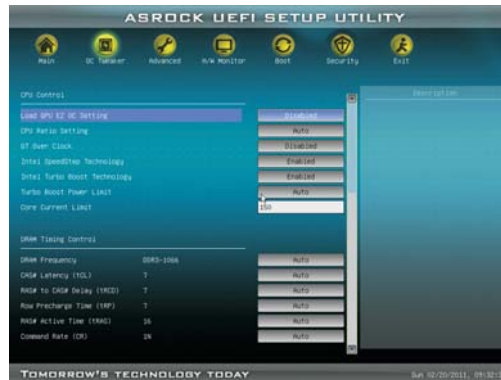 ASROCK UEFI SETUP UTILITY
Main
OC Tweaker
Advanced
H/W Monitor
Boot
Security
Exit
CPU Control
Description
Load GPU EZ OC Setting Disabled
CPU Ratio Setting Auto
GT Over Clock Disabled
Intel SpeedStep Technology Enabled
Intel Turbo Boost Technology Enabled
Turbo Boost Power Limit Auto
Core Current Limit 150
DRAM Timing Control
DRAM Frequency DDR3-1066 Auto
CAS# Latency (tCL) 7 Auto
RAS# to CAS# Delay (tRCD) 7 Auto
Row Precharge Time (tRP) 7 Auto
RAS# Active Time (tRAS) 16 Auto
Command Rate (CR) 1N Auto
TOMORROW'S TECHNOLOGY TODAY
Sun 02/20/2011,